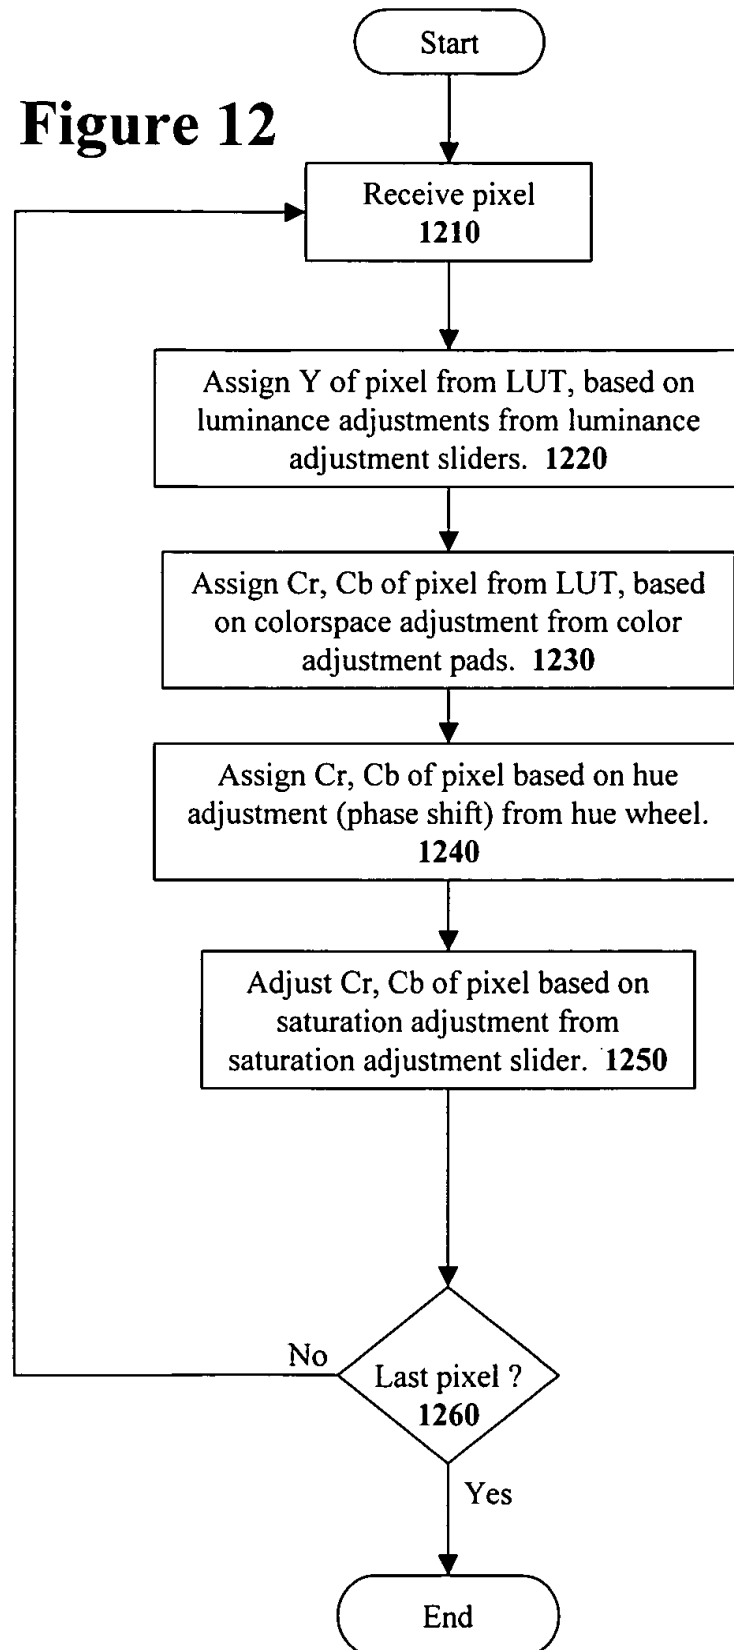 Start
Figure 12
Receive pixel
1210
Assign Y of pixel from LUT, based on
luminance adjustments from luminance
adjustment sliders. 1220
Assign Cr, Cb of pixel from LUT, based
on colorspace adjustment from color
adjustment pads. 1230
Assign Cr, Cb of pixel based on hue
adjustment (phase shift) from hue wheel.
1240
Adjust Cr, Cb of pixel based on
saturation adjustment from
saturation adjustment slider. 1250
No
Last pixel ?
1260
Yes
End